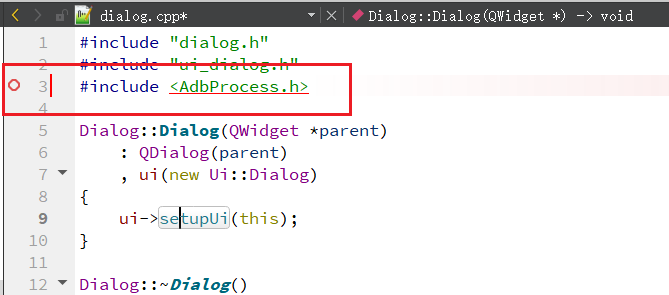 dialog.cpp*
Dialog::Dialog(QWidget *) -> void
1 #include "dialog.h"
2 #include "ui_dialog.h"
3 #include <AdbProcess.h>
4
5 Dialog::Dialog(QWidget *parent)
6 : QDialog(parent)
7 , ui(new Ui::Dialog)
8 {
9 ui->setupUi(this);
10 }
11
12 Dialog::~Dialog()